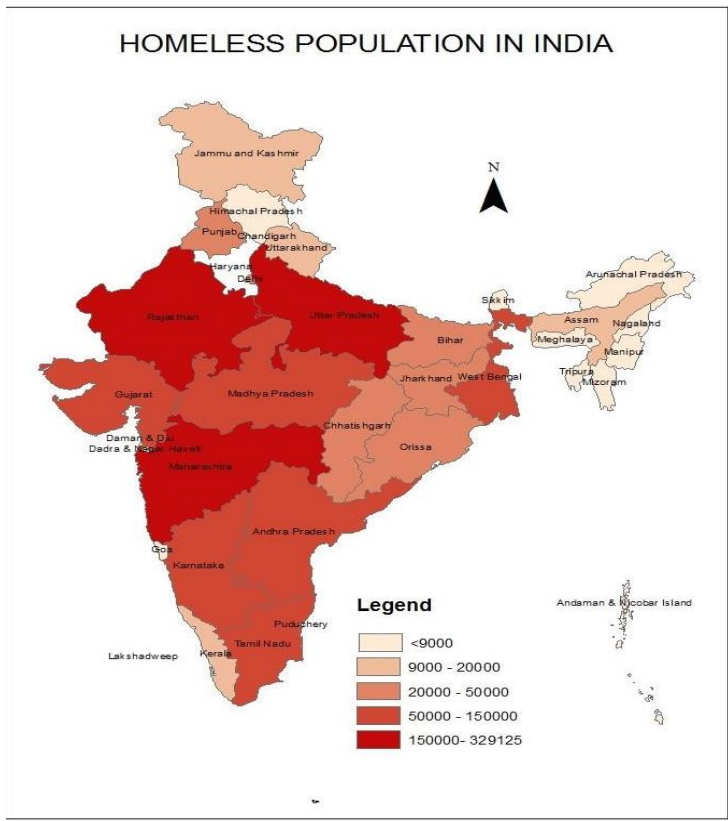 HOMELESS POPULATION IN INDIA
Jammu and Kashmir
N
Himachal Pradesh
Punjab
Chandigarh
Uttarakhand
Haryana
Delhi
Arunachal Pradesh
Sikkim
Rajasthan
Uttar Pradesh
Assam
Nagaland
Bihar
Meghalaya
Manipur
Tripura
Mizoram
Jharkhand
West Bengal
Gujarat
Madhya Pradesh
Chhatishgarh
Daman & Diu
Dadra & Nagar Haveli
Orissa
Maharashtra
Andhra Pradesh
Goa
Karnataka
Andaman & Nicobar Island
Legend
Puduchery
Tamil Nadu
Kerala
Lakshadweep
<9000
9000 - 20000
20000 - 50000
50000 - 150000
150000- 329125